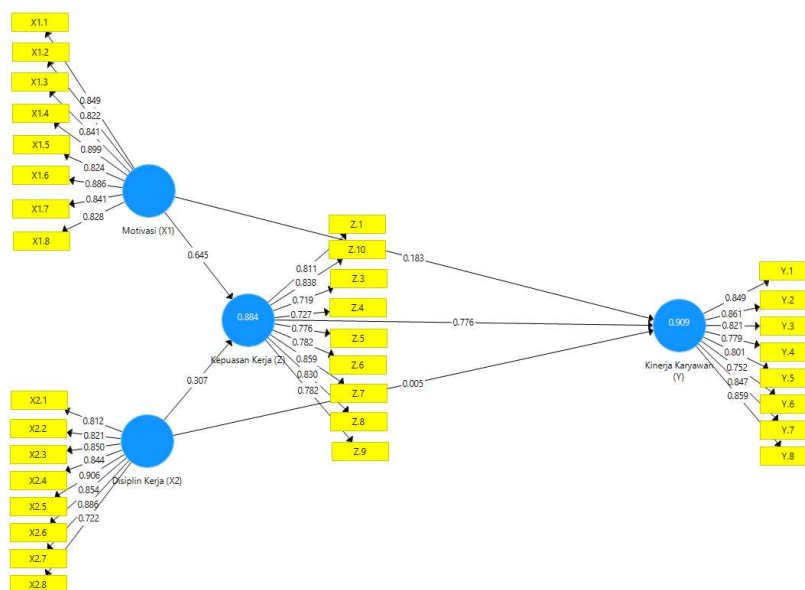 X1.1
X1.2
X1.3
X1.4
X1.5
X1.6
X1.7
X1.8
0.849
0.822
0.841
0.899
0.824
0.886
0.841
0.828
Motivasi (X1)
0.645
0.183
Z.1
Z.10
Z.3
Z.4
Z.5
Z.6
Z.7
Z.8
Z.9
0.811
0.838
0.719
0.727
0.776
0.782
0.859
0.830
0.782
0.884
Kepuasan Kerja (Z)
0.776
0.307
0.005
X2.1
X2.2
X2.3
X2.4
X2.5
X2.6
X2.7
X2.8
0.812
0.821
0.850
0.844
0.906
0.854
0.886
0.722
Disiplin Kerja (X2)
0.909
Kinerja Karyawan
(Y)
0.849
0.861
0.821
0.779
0.801
0.752
0.847
0.859
Y.1
Y.2
Y.3
Y.4
Y.5
Y.6
Y.7
Y.8